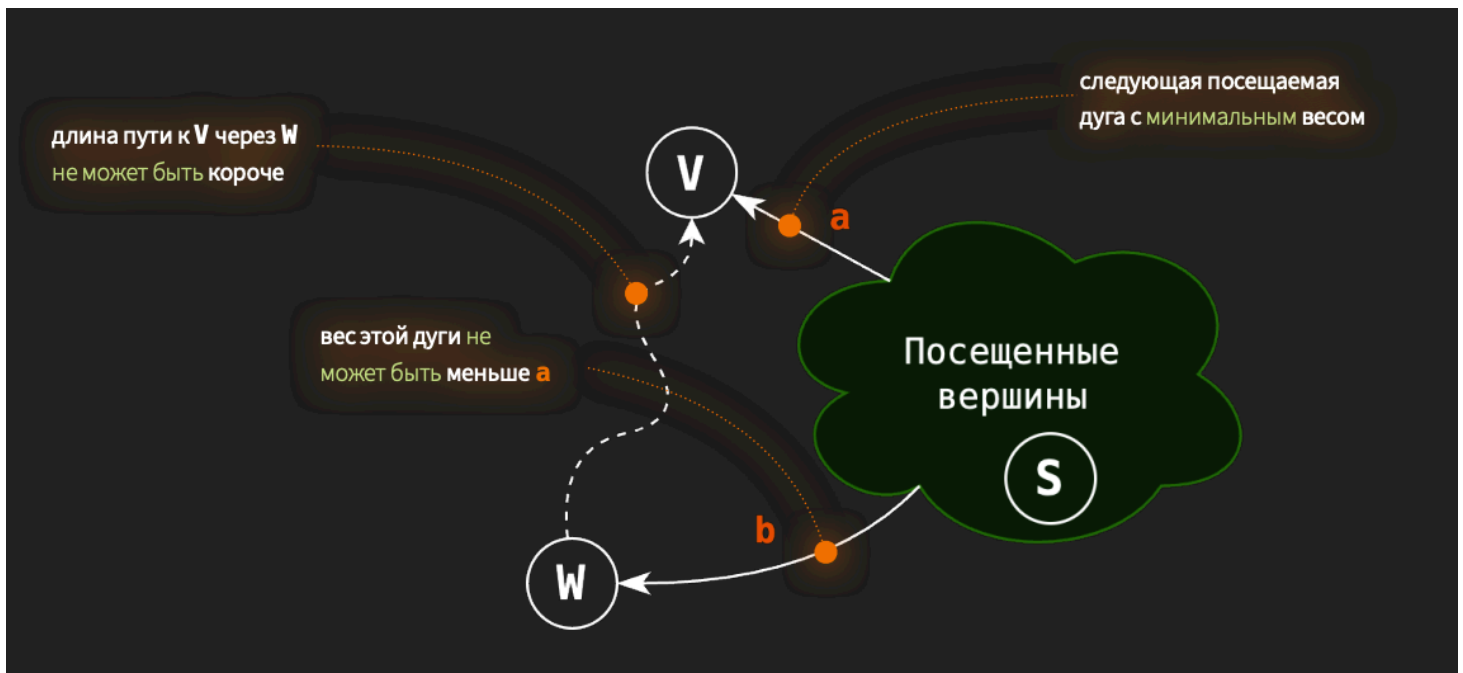 следующая посещаемая
дуга с минимальным весом
длина пути к V через W
не может быть короче
V
a
вес этой дуги не
может быть меньше a
Посещенные
вершины
S
b
W